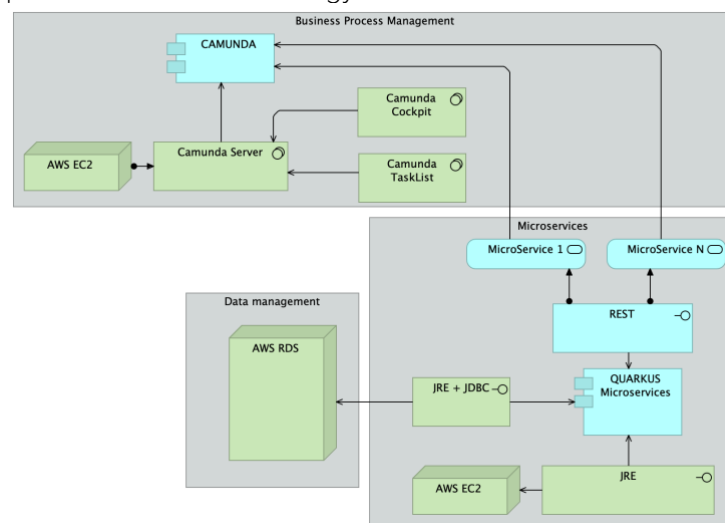 Business Process Management
CAMUNDA
Camunda
Cockpit
Camunda Server
AWS EC2
Camunda
TaskList
Microservices
MicroService 1
MicroService N
Data management
REST
AWS RDS
QUARKUS
Microservices
JRE + JDBC
JRE
AWS EC2